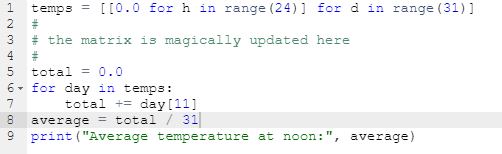 1 temps = [[0.0 for h in range(24)] for d in range(31)]
2 #
3 # the matrix is magically updated here
4 #
5 total = 0.0
6 for day in temps:
7     total += day[11]
8 average = total / 31
9 print("Average temperature at noon:", average)